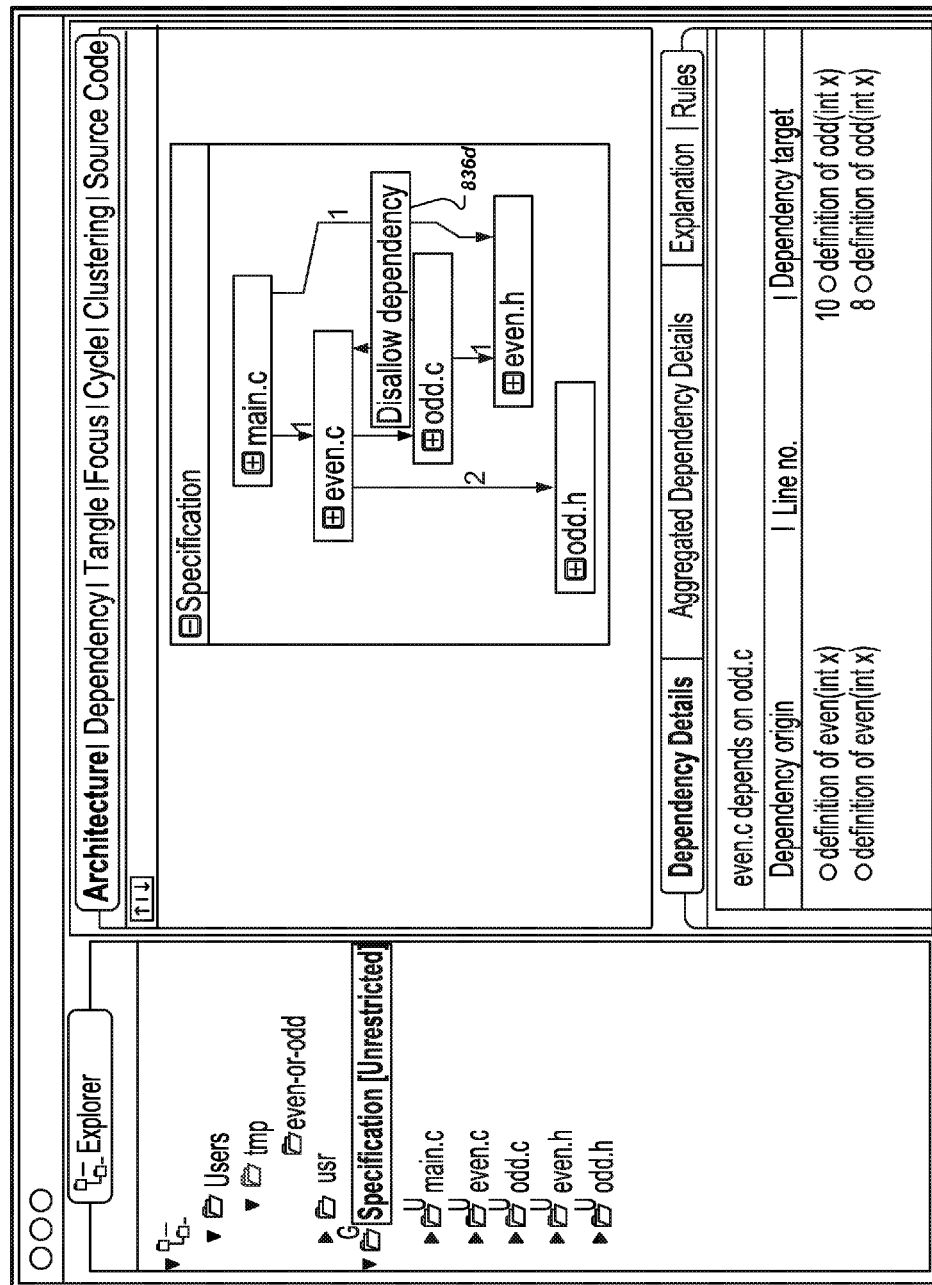 Explorer
Users
tmp
even-or-odd
usr
G
Specification [Unrestricted]
U
main.c
U
even.c
U
odd.c
U
even.h
U
odd.h
Architecture| Dependency| Tangle |Focus| Cycle| Clustering| Source Code
Specification
main.c
1
1
even.c
Disallow dependency
836d
odd.c
2
1
even.h
odd.h
Dependency Details
Aggregated Dependency Details
Explanation | Rules
even.c depends on odd.c
Dependency origin | Line no. | Dependency target
definition of even(int x) 10 definition of odd(int x)
definition of even(int x) 8 definition of odd(int x)